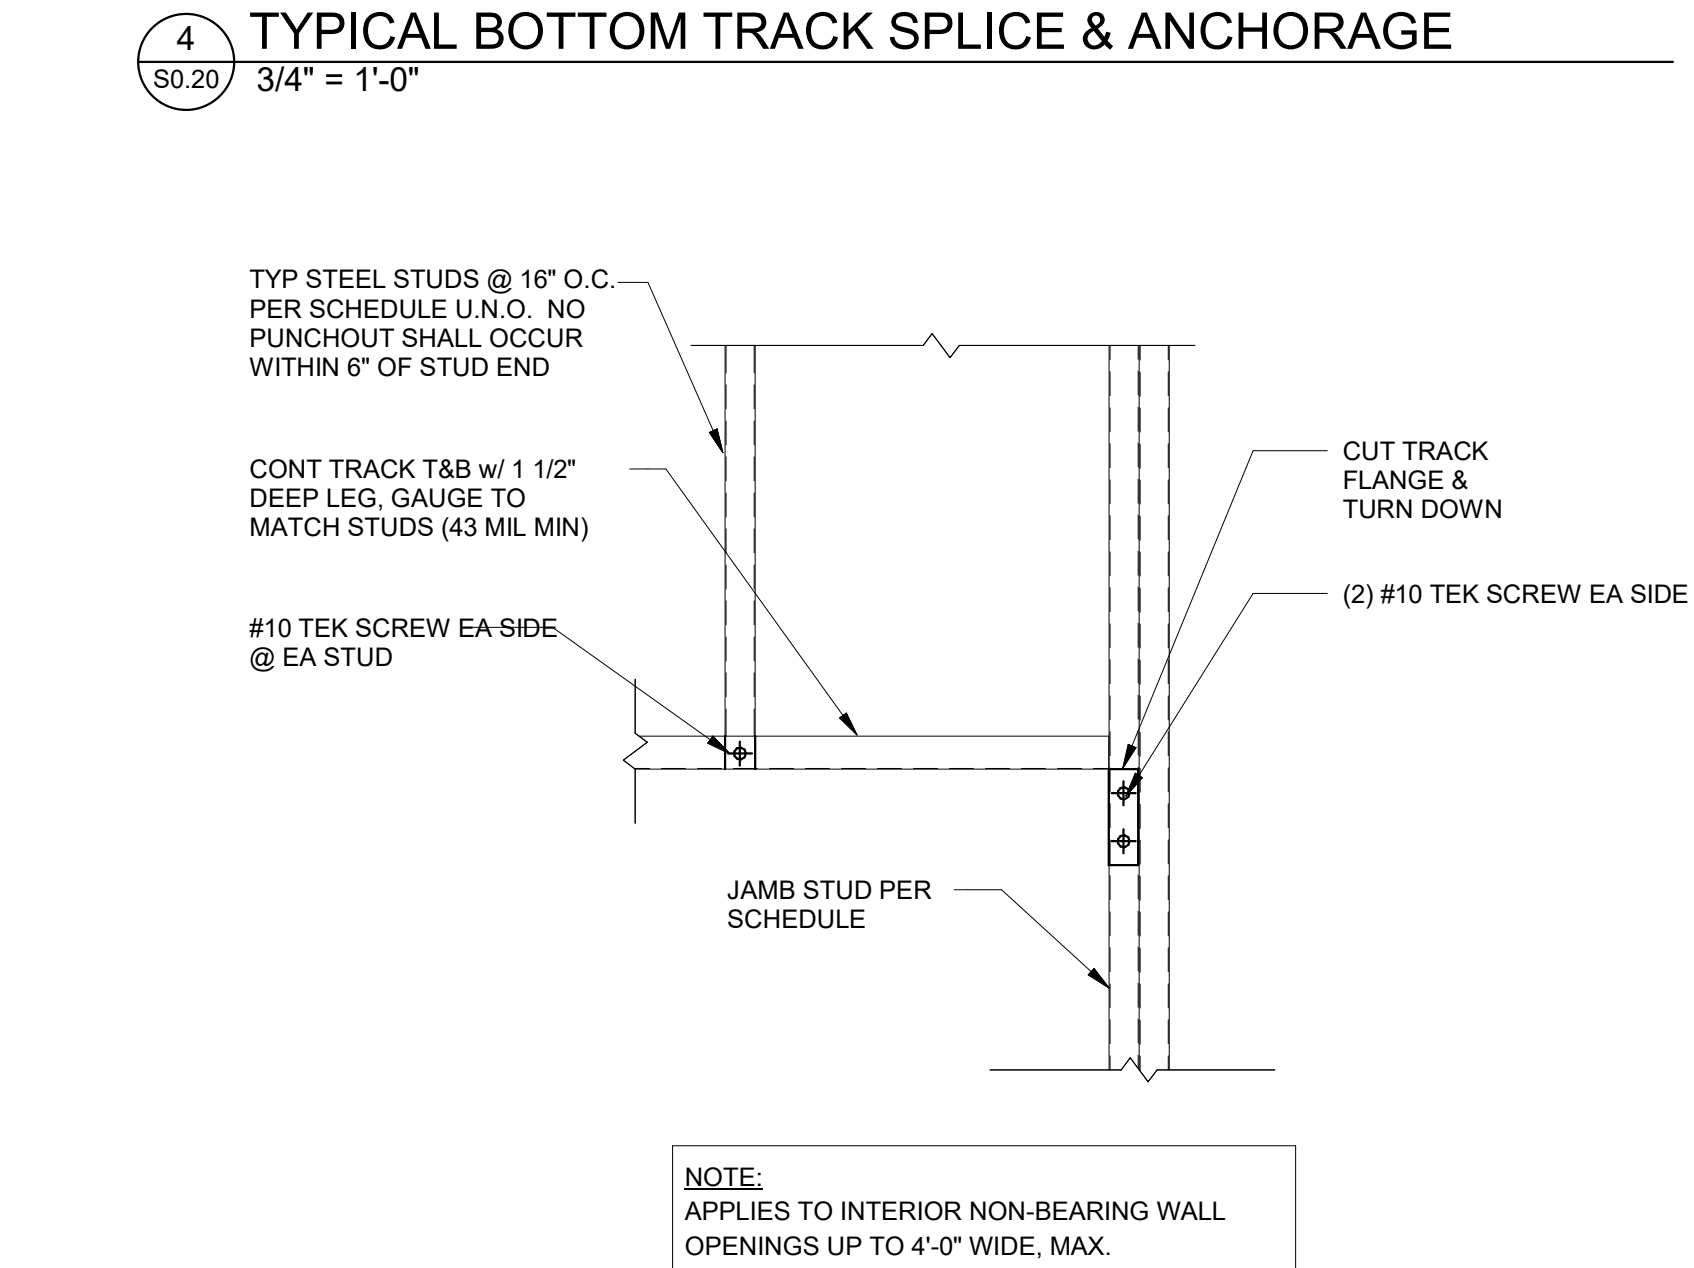 4
S0.20
TYPICAL BOTTOM TRACK SPLICE & ANCHORAGE
3/4" = 1'-0"
TYP STEEL STUDS @ 16" O.C.
PER SCHEDULE U.N.O.  NO
PUNCHOUT SHALL OCCUR
WITHIN 6" OF STUD END
CONT TRACK T&B w/ 1 1/2"
DEEP LEG, GAUGE TO
MATCH STUDS (43 MIL MIN)
#10 TEK SCREW EA SIDE
@ EA STUD
CUT TRACK
FLANGE &
TURN DOWN
(2) #10 TEK SCREW EA SIDE
JAMB STUD PER
SCHEDULE
NOTE:
APPLIES TO INTERIOR NON-BEARING WALL
OPENINGS UP TO 4'-0" WIDE, MAX.